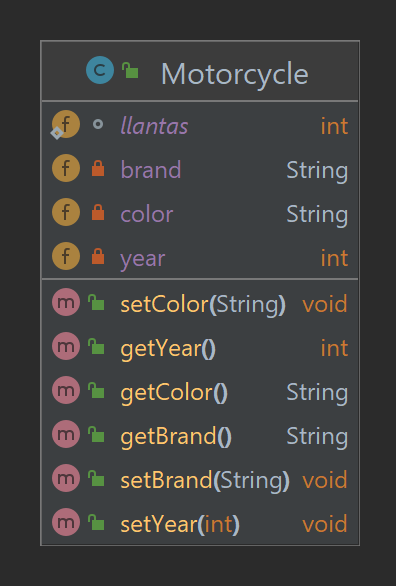 C Motorcycle
f llantas int
f brand String
f color String
f year int
m setColor(String) void
m getYear() int
m getColor() String
m getBrand() String
m setBrand(String) void
m setYear(int) void